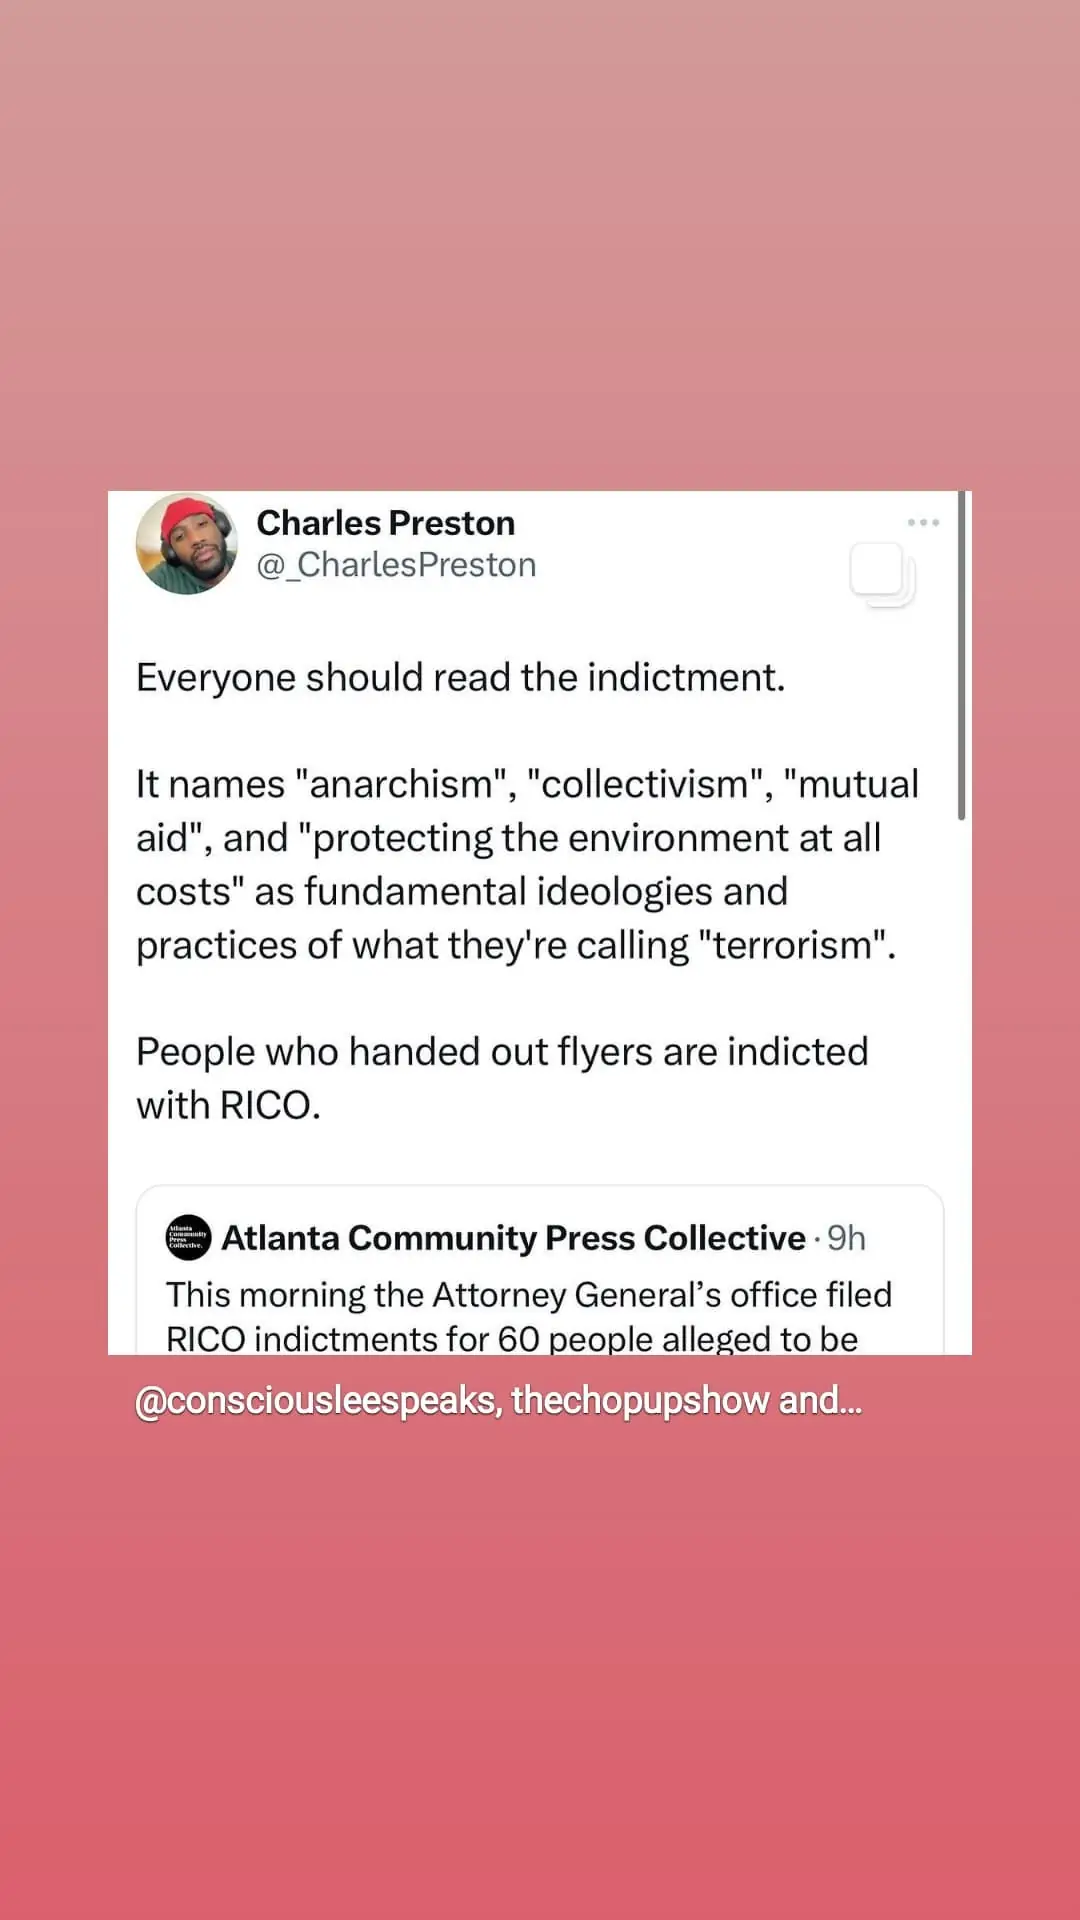 Charles Preston
@_CharlesPreston
Everyone should read the indictment.
It names "anarchism", "collectivism", "mutual
aid", and "protecting the environment at all
costs" as fundamental ideologies and
practices of what they're calling "terrorism".
People who handed out flyers are indicted
with RICO.
Atlanta
Community
Press
Collective.
Atlanta Community Press Collective · 9h
This morning the Attorney General’s office filed
RICO indictments for 60 people alleged to be
@consciousleespeaks, thechopupshow and...